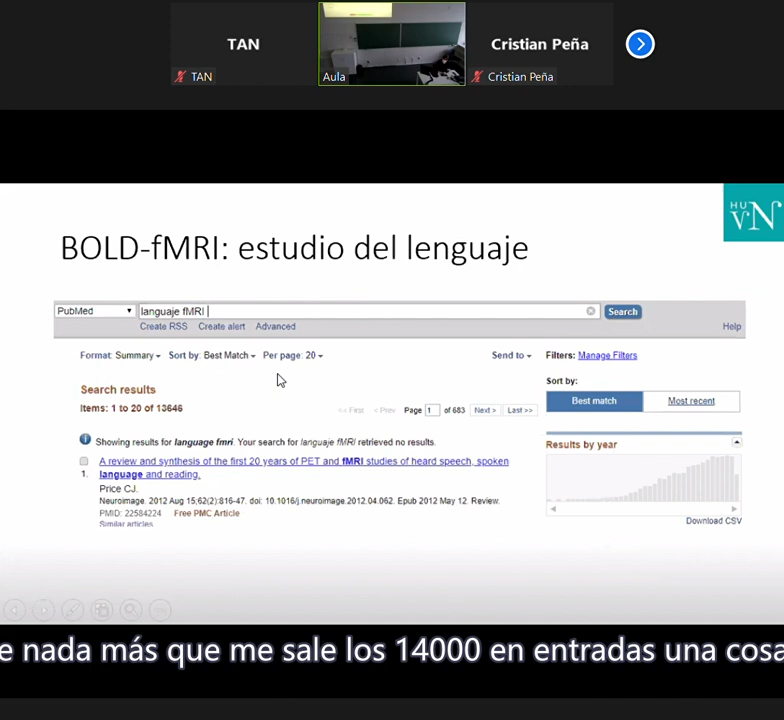 TAN
Cristian Peña
TAN
Aula
Cristian Peña
HU
VN
BOLD-fMRI: estudio del lenguaje
PubMed
languaje fMRI
Search
Create RSS Create alert Advanced
Help
Format: Summary Sort by: Best Match Per page: 20
Send to
Filters: Manage Filters
Search results
Items: 1 to 20 of 13646
<< First < Prev Page 1 of 683 Next > Last >>
Sort by:
Best match
Most recent
Showing results for language fmri. Your search for languaje fMRI retrieved no results.
Results by year
A review and synthesis of the first 20 years of PET and fMRI studies of heard speech, spoken
1. language and reading.
Price CJ.
Neuroimage. 2012 Aug 15;62(2):816-47. doi: 10.1016/j.neuroimage.2012.04.062. Epub 2012 May 12. Review.
PMID: 22584224 Free PMC Article
Similar articles
Download CSV
e nada más que me sale los 14000 en entradas una cosa